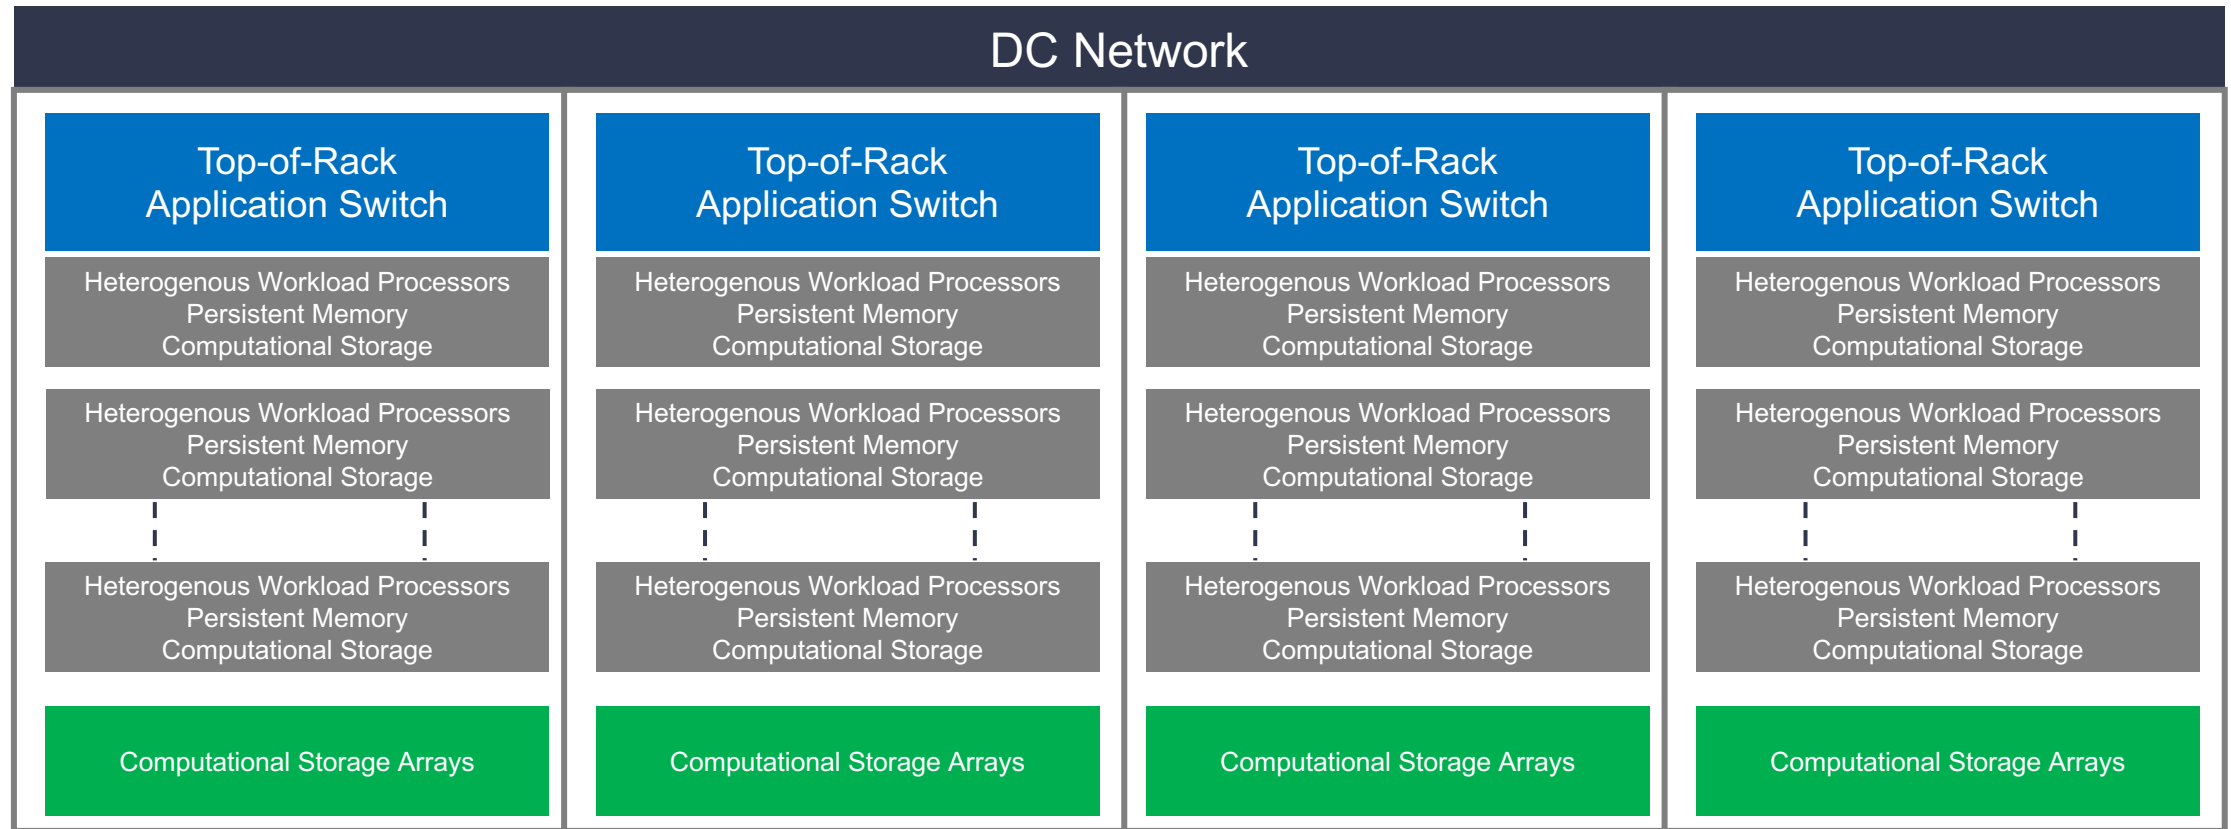 DC Network
Top-of-Rack
Application Switch
Heterogenous Workload Processors
Persistent Memory
Computational Storage
Heterogenous Workload Processors
Persistent Memory
Computational Storage
Heterogenous Workload Processors
Persistent Memory
Computational Storage
Computational Storage Arrays
Top-of-Rack
Application Switch
Heterogenous Workload Processors
Persistent Memory
Computational Storage
Heterogenous Workload Processors
Persistent Memory
Computational Storage
Heterogenous Workload Processors
Persistent Memory
Computational Storage
Computational Storage Arrays
Top-of-Rack
Application Switch
Heterogenous Workload Processors
Persistent Memory
Computational Storage
Heterogenous Workload Processors
Persistent Memory
Computational Storage
Heterogenous Workload Processors
Persistent Memory
Computational Storage
Computational Storage Arrays
Top-of-Rack
Application Switch
Heterogenous Workload Processors
Persistent Memory
Computational Storage
Heterogenous Workload Processors
Persistent Memory
Computational Storage
Heterogenous Workload Processors
Persistent Memory
Computational Storage
Computational Storage Arrays